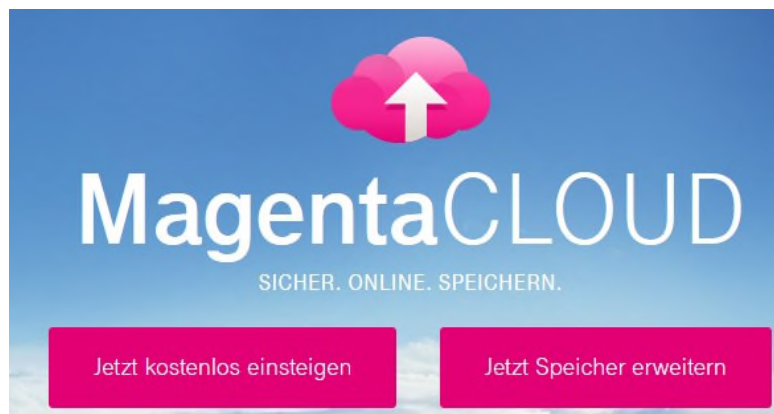 MagentaCLOUD
SICHER. ONLINE. SPEICHERN.
Jetzt kostenlos einsteigen
Jetzt Speicher erweitern